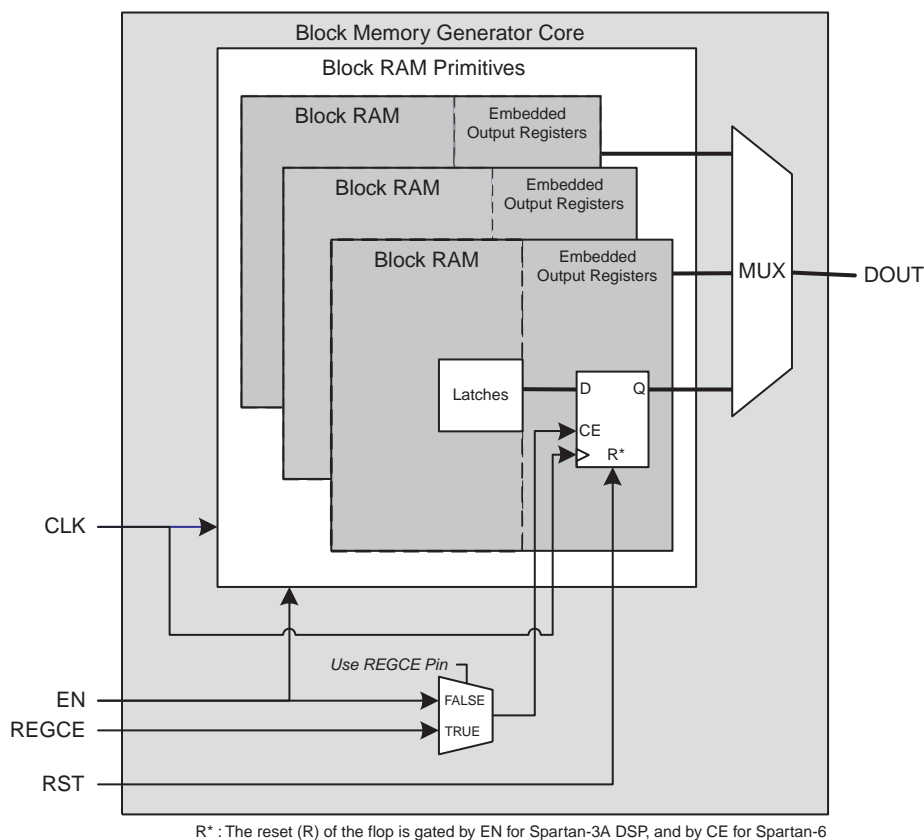 Block Memory Generator Core
Block RAM Primitives
Block RAM
Embedded
Output Registers
Block RAM
Embedded
Output Registers
Block RAM
Embedded
Output Registers
MUX
DOUT
Latches
D
Q
CE
R*
CLK
Use REGCE Pin
EN
FALSE
REGCE
TRUE
RST
R* : The reset (R) of the flop is gated by EN for Spartan-3A DSP, and by CE for Spartan-6